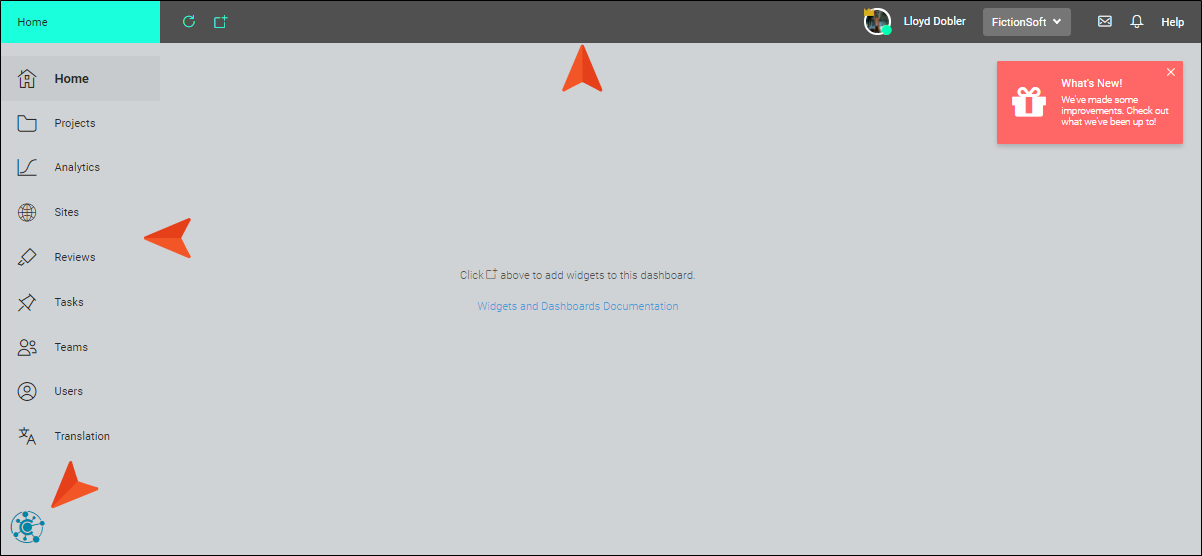 Home
Lloyd Dobler
FictionSoft
Help
Home
Projects
Analytics
Sites
Reviews
Tasks
Teams
Users
Translation
What's New!
We've made some
improvements. Check out
what we've been up to!
Click above to add widgets to this dashboard.
Widgets and Dashboards Documentation